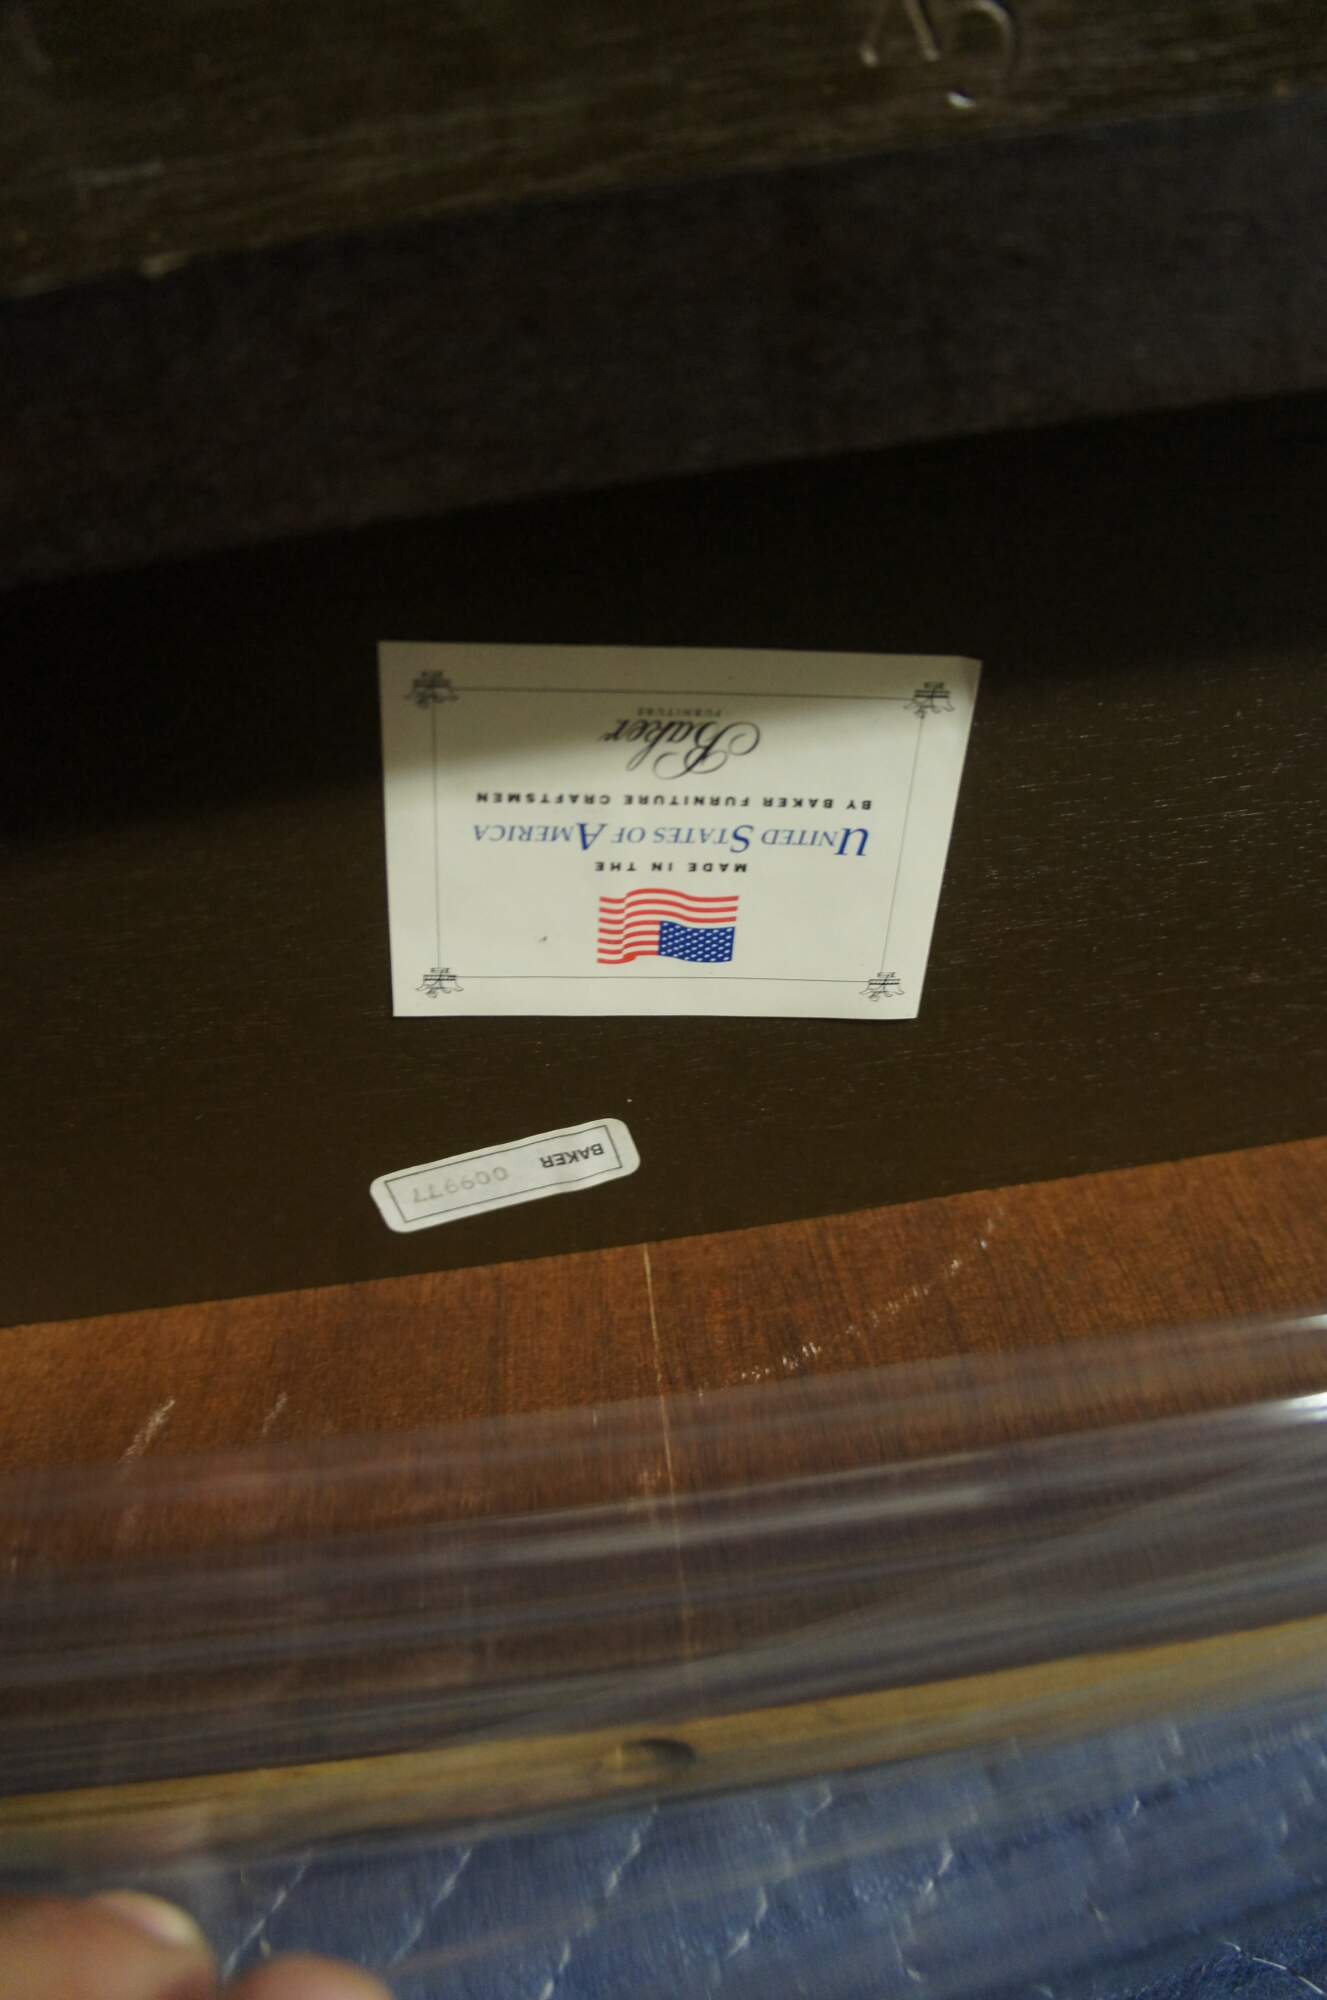 MADE IN THE
UNITED STATES OF AMERICA
BY BAKER FURNITURE CRAFTSMEN
Baker
FURNITURE
BAKER 009977